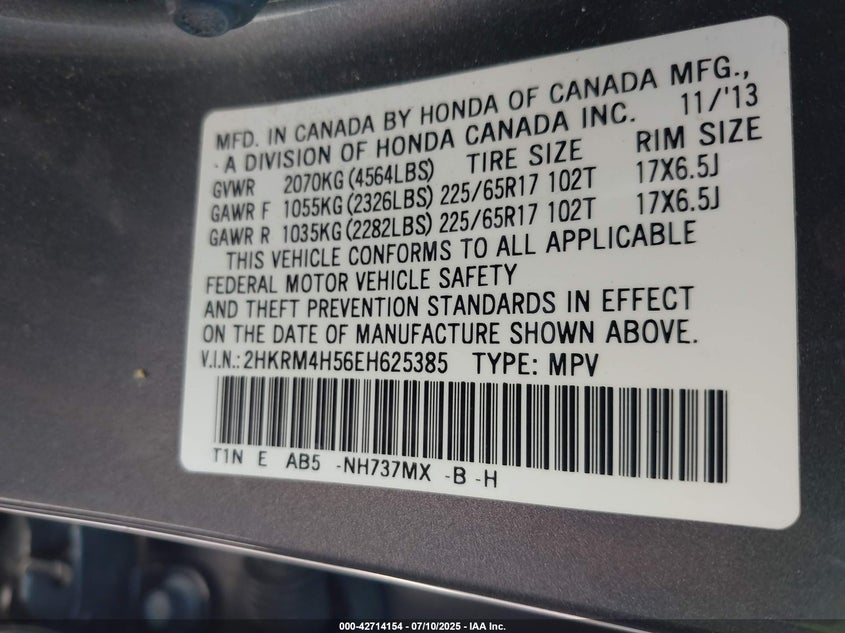 MFD. IN CANADA BY HONDA OF CANADA MFG.,
A DIVISION OF HONDA CANADA INC. 11/'13
GVWR 2070KG (4564LBS) TIRE SIZE RIM SIZE
GAWR F 1055KG (2326LBS) 225/65R17 102T 17X6.5J
GAWR R 1035KG (2282LBS) 225/65R17 102T 17X6.5J
THIS VEHICLE CONFORMS TO ALL APPLICABLE
FEDERAL MOTOR VEHICLE SAFETY
AND THEFT PREVENTION STANDARDS IN EFFECT
ON THE DATE OF MANUFACTURE SHOWN ABOVE.
V.I.N.: 2HKRM4H56EH625385 TYPE: MPV
T1N E AB5 -NH737MX -B -H
000-42714154 - 07/10/2025 - IAA Inc.